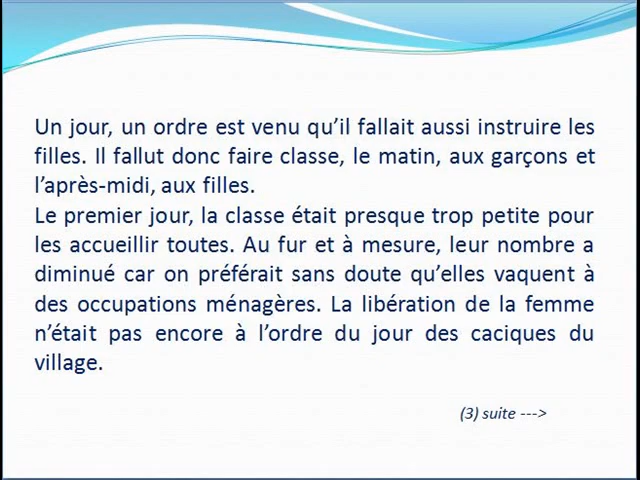 Un jour, un ordre est venu qu’il fallait aussi instruire les
filles. Il fallut donc faire classe, le matin, aux garçons et
l’après-midi, aux filles.
Le premier jour, la classe était presque trop petite pour
les accueillir toutes. Au fur et à mesure, leur nombre a
diminué car on préférait sans doute qu’elles vaquent à
des occupations ménagères. La libération de la femme
n’était pas encore à l’ordre du jour des caciques du
village.
(3) suite --->